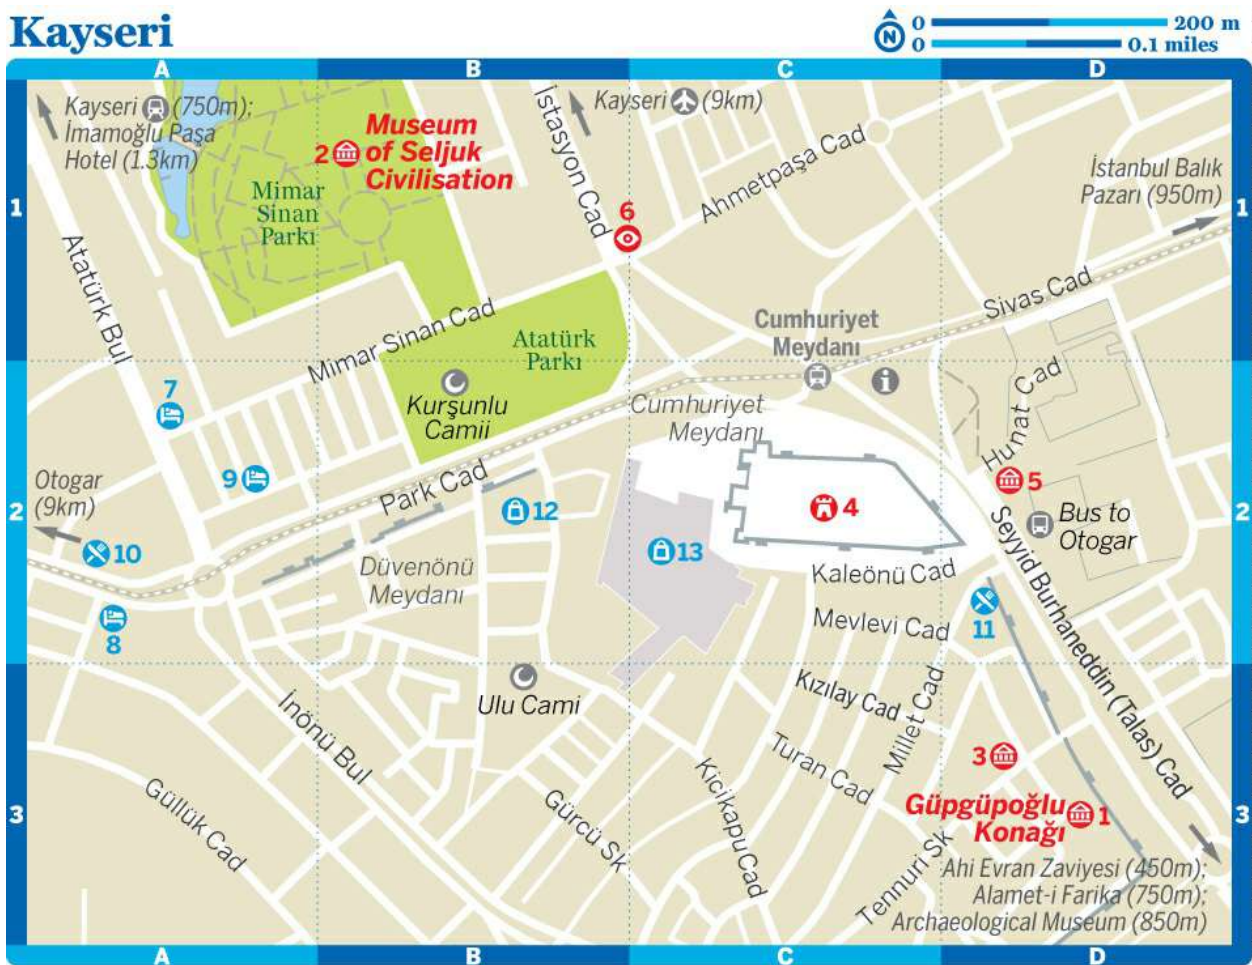 Kayseri
N
0 200 m
0 0.1 miles
A B C D
1
2
3
1
2
3
A B C D
Kayseri (750m);
İmamoğlu Paşa
Hotel (1.3km)
2 Museum
of Seljuk
Civilisation
Mimar
Sinan
Parkı
İstasyon Cad
Kayseri (9km)
Ahmetpaşa Cad
İstanbul Balık
Pazarı (950m)
6
Atatürk Bul
Mimar Sinan Cad
Atatürk
Parkı
Cumhuriyet
Meydanı
Sivas Cad
i
7
Kurşunlu
Camii
Cumhuriyet
Meydanı
Hunat Cad
Otogar
(9km)
9
Park Cad
12
4
5
Bus to
Otogar
10
13
Düvenönü
Meydanı
Kaleönü Cad
Seyyid Burhaneddin (Talas) Cad
8
Mevlevi Cad
11
Ulu Cami
Kızılay Cad
Millet Cad
İnönü Bul
Turan Cad
3
Güllük Cad
Gürcü Sk
Kiçikapu Cad
Güpgüpoğlu
Konağı 1
Tennuri Sk
Ahi Evran Zaviyesi (450m);
Alamet-i Farika (750m);
Archaeological Museum (850m)